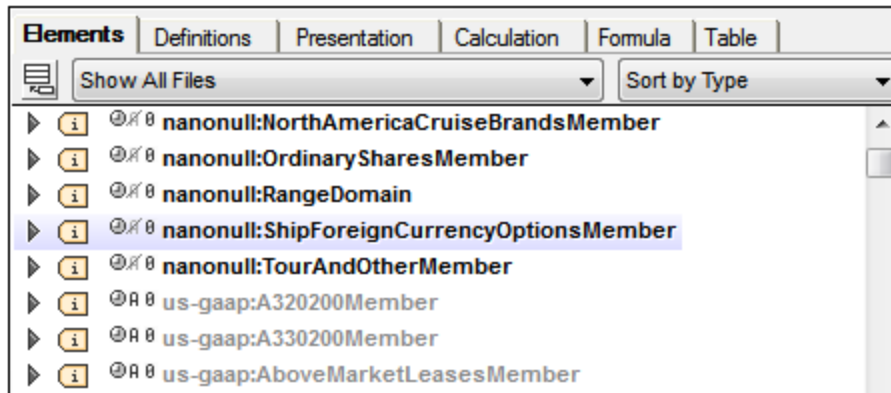 Elements Definitions Presentation Calculation Formula Table
Show All Files Sort by Type
nanonull:NorthAmericaCruiseBrandsMember
nanonull:OrdinarySharesMember
nanonull:RangeDomain
nanonull:ShipForeignCurrencyOptionsMember
nanonull:TourAndOtherMember
us-gaap:A320200Member
us-gaap:A330200Member
us-gaap:AboveMarketLeasesMember